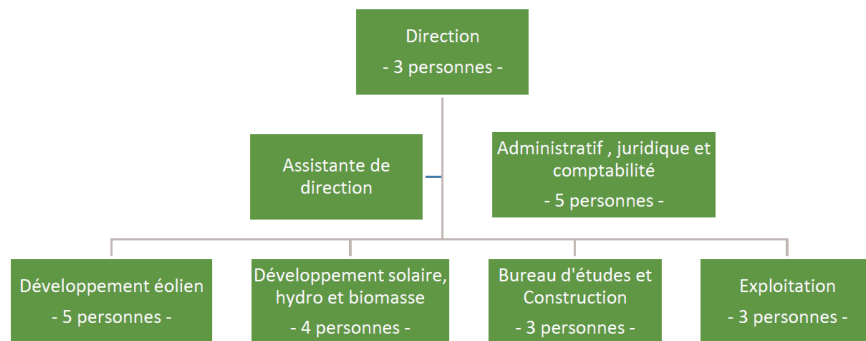 Direction
- 3 personnes -
Assistante de
direction
Administratif , juridique et
comptabilité
- 5 personnes -
Développement éolien
- 5 personnes -
Développement solaire,
hydro et biomasse
- 4 personnes -
Bureau d'études et
Construction
- 3 personnes -
Exploitation
- 3 personnes -